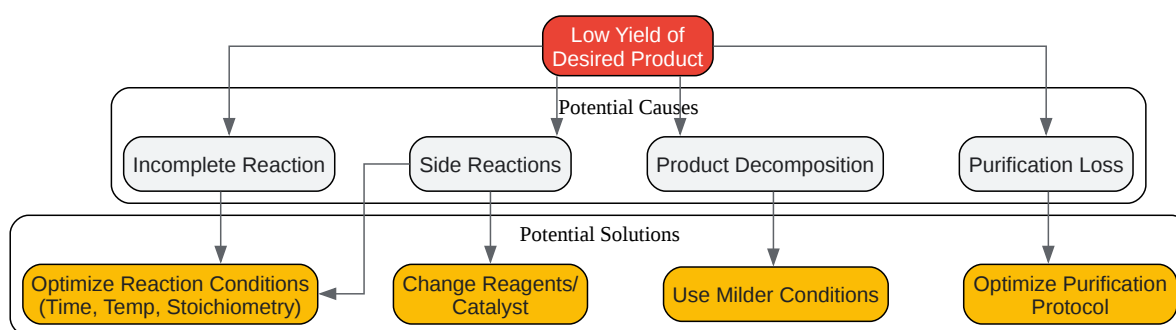 Low Yield of
Desired Product
Potential Causes
Incomplete Reaction
Side Reactions
Product Decomposition
Purification Loss
Potential Solutions
Optimize Reaction Conditions
(Time, Temp, Stoichiometry)
Change Reagents/
Catalyst
Use Milder Conditions
Optimize Purification
Protocol